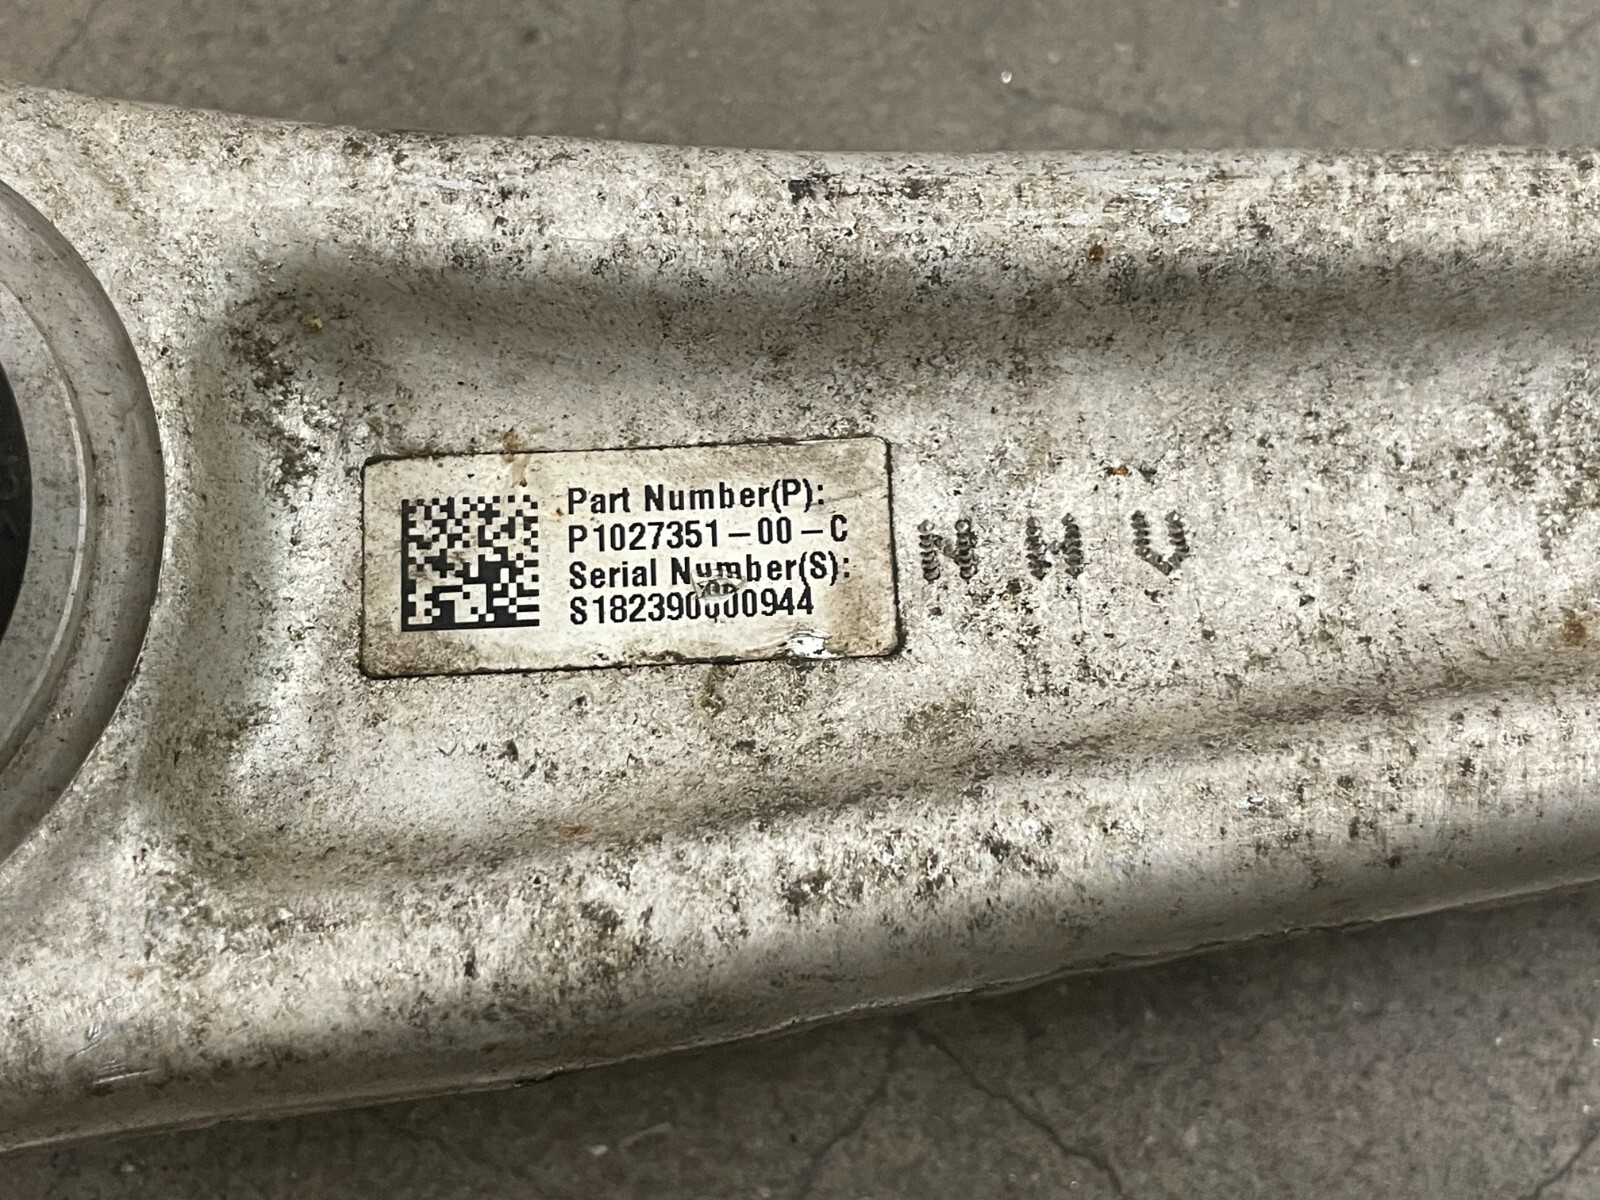 Part Number(P):
P1027351-00-C
Serial Number(S):
S182390000944
N H V